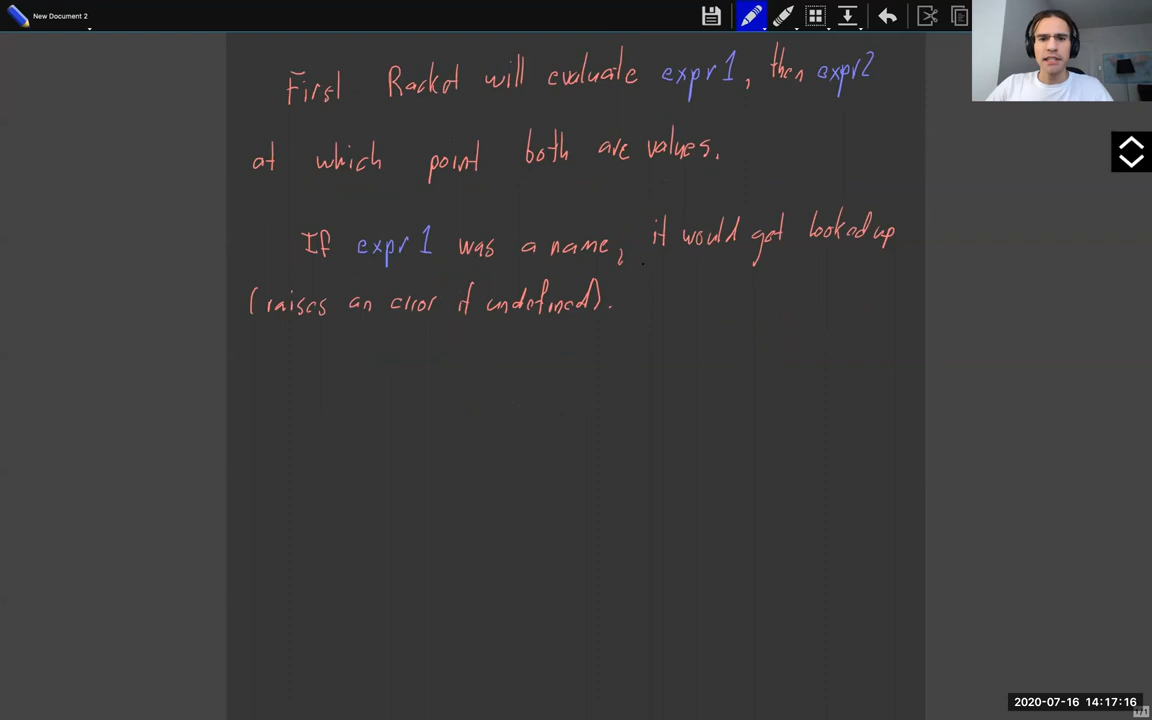 New Document 2
First Racket will evaluate expr1, then expr2
at which point both are values.
If expr1 was a name, it would get looked up
(raises an error if undefined).
2020-07-16 14:17:16